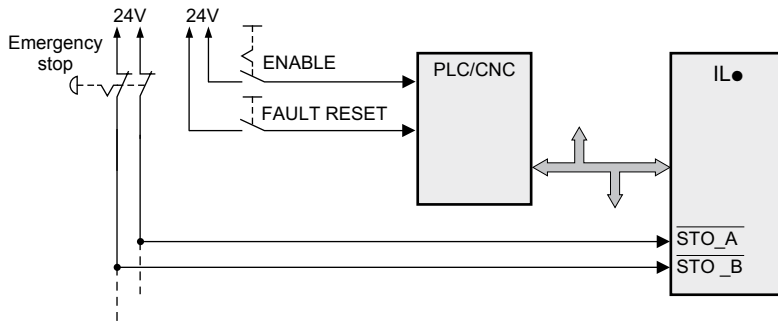 24V 24V
Emergency
stop
ENABLE
PLC/CNC
IL●
FAULT RESET
STO_A
STO _B